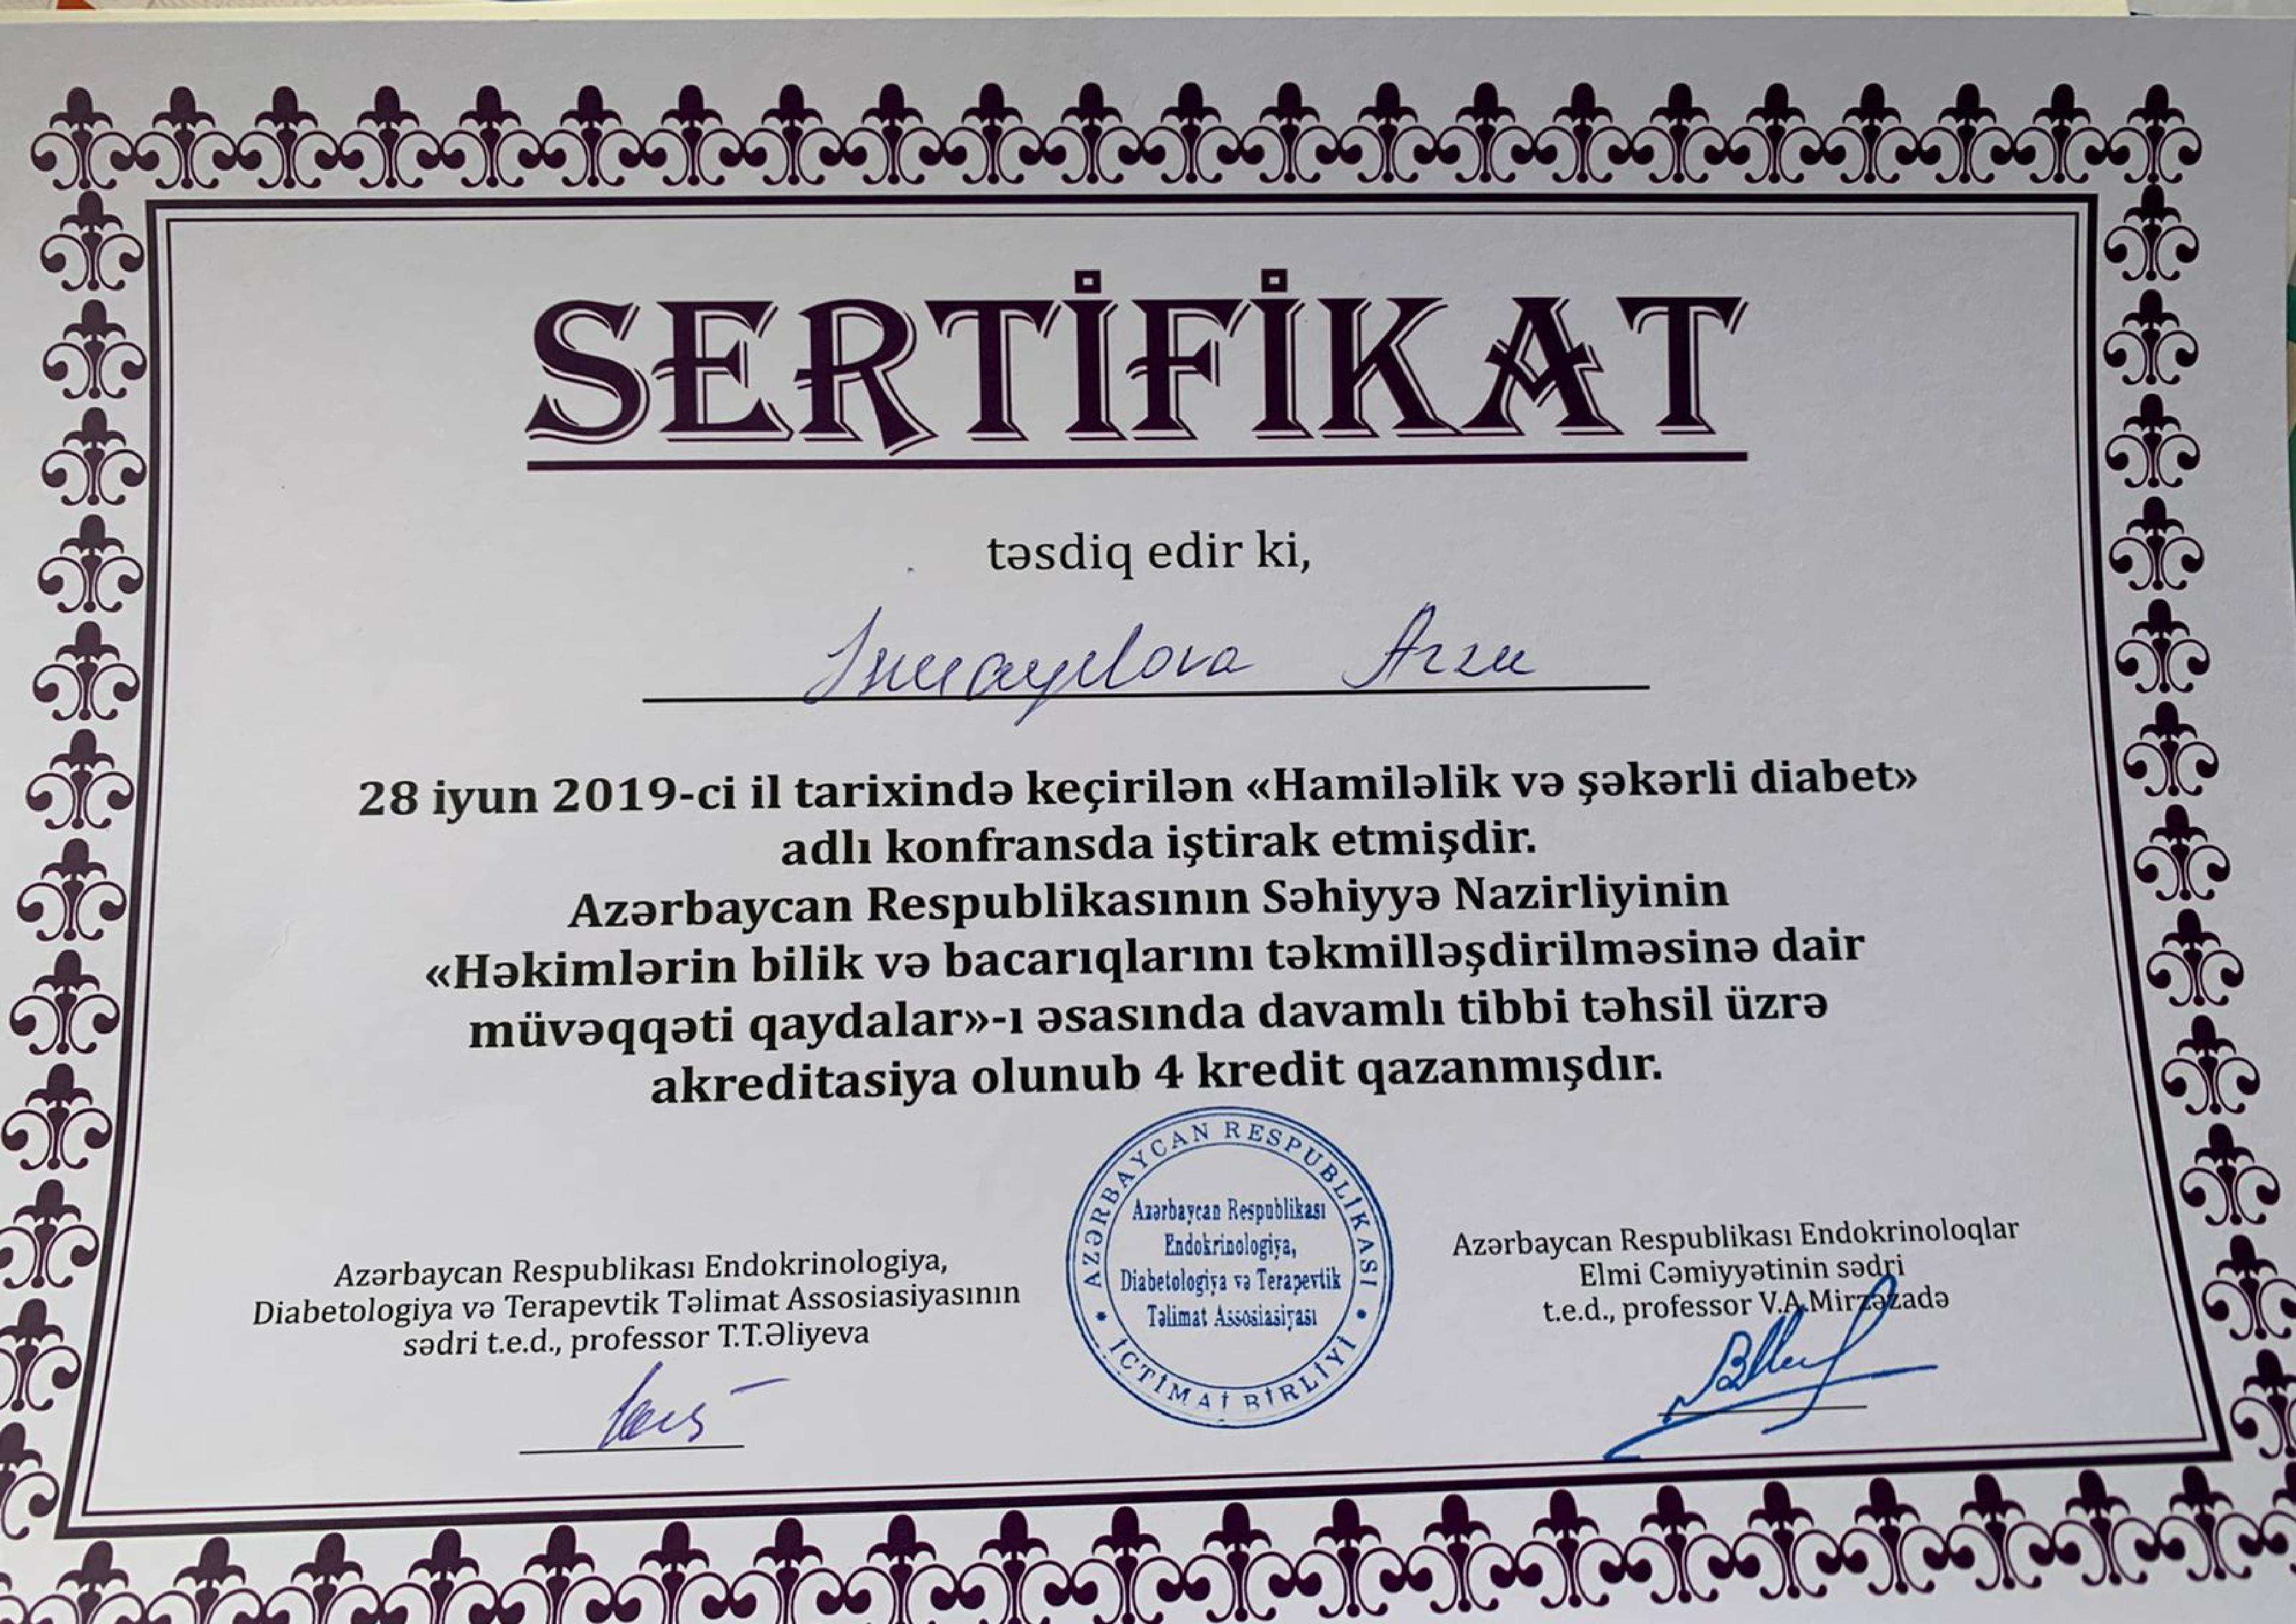 SERTİFİKAT
təsdiq edir ki,
İsmayılova Arzu
28 iyun 2019-ci il tarixində keçirilən «Hamiləlik və şəkərli diabet»
adlı konfransda iştirak etmişdir.
Azərbaycan Respublikasının Səhiyyə Nazirliyinin
«Həkimlərin bilik və bacarıqlarını təkmilləşdirilməsinə dair
müvəqqəti qaydalar»-ı əsasında davamlı tibbi təhsil üzrə
akreditasiya olunub 4 kredit qazanmışdır.
Azərbaycan Respublikası Endokrinologiya,
Diabetologiya və Terapevtik Təlimat Assosiasiyasının
sədri t.e.d., professor T.T.Əliyeva
AZƏRBAYCAN RESPUBLİKASI
Azərbaycan Respublikası
Endokrinologiya,
Diabetologiya və Terapevtik
Təlimat Assosiasiyası
İCTİMAİ BİRLİYİ
Azərbaycan Respublikası Endokrinoloqlar
Elmi Cəmiyyətinin sədri
t.e.d., professor V.A.Mirzəzadə